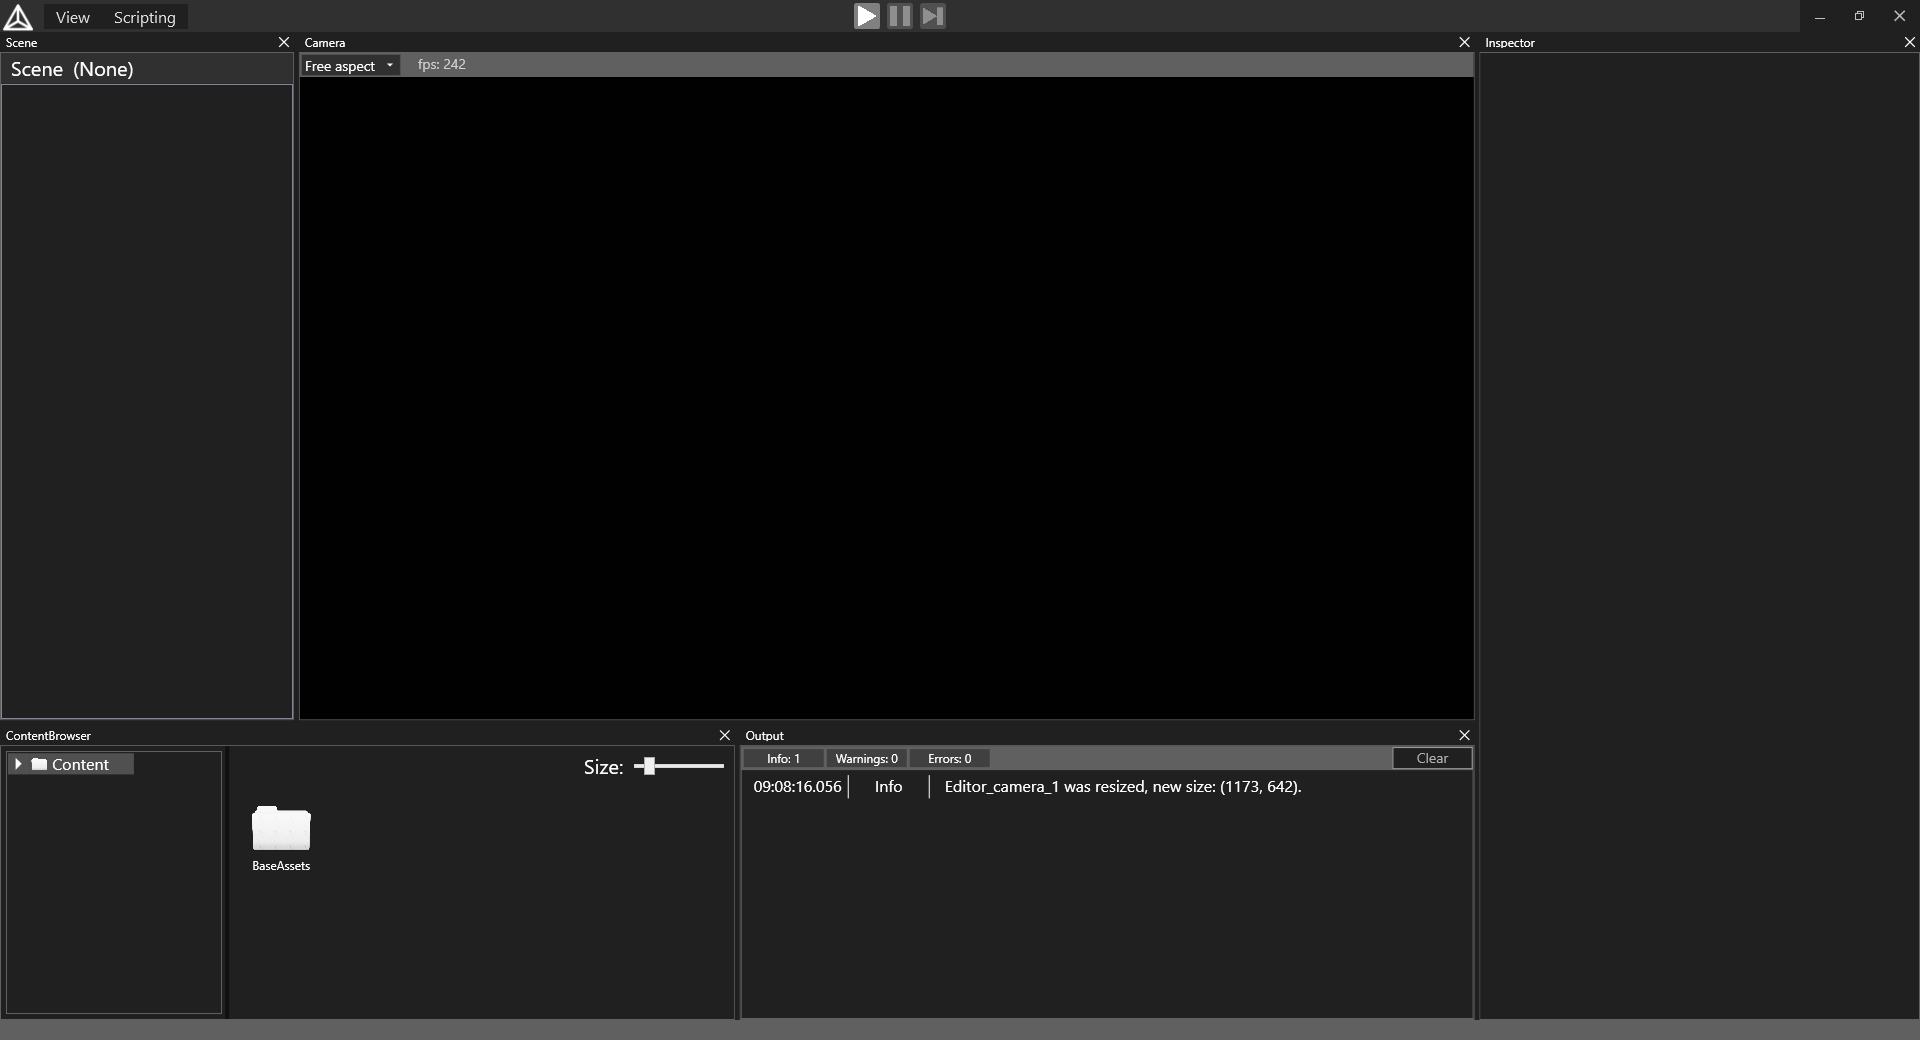 View Scripting
Scene
Camera
Inspector
Scene (None)
Free aspect fps: 242
ContentBrowser
Content
Size:
BaseAssets
Output
Info: 1 Warnings: 0 Errors: 0 Clear
09:08:16.056 Info Editor_camera_1 was resized, new size: (1173, 642).